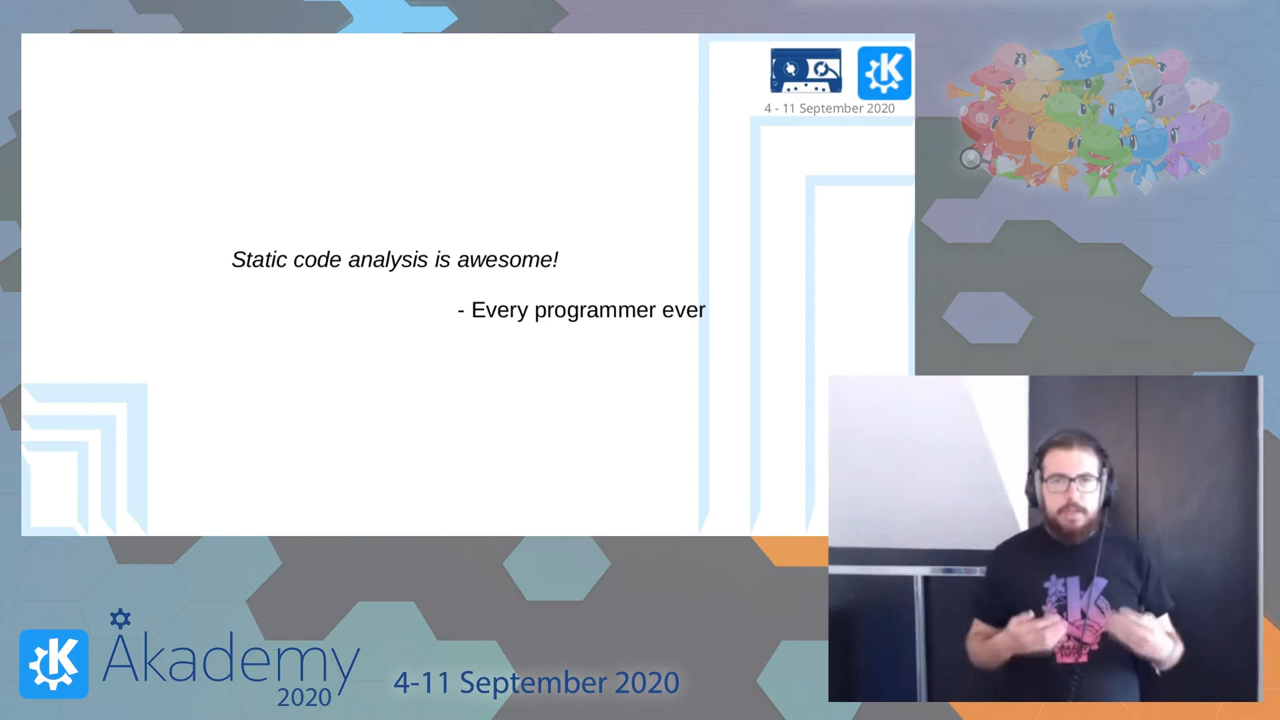 4 - 11 September 2020
Static code analysis is awesome!
- Every programmer ever
K
Akademy
2020
4-11 September 2020